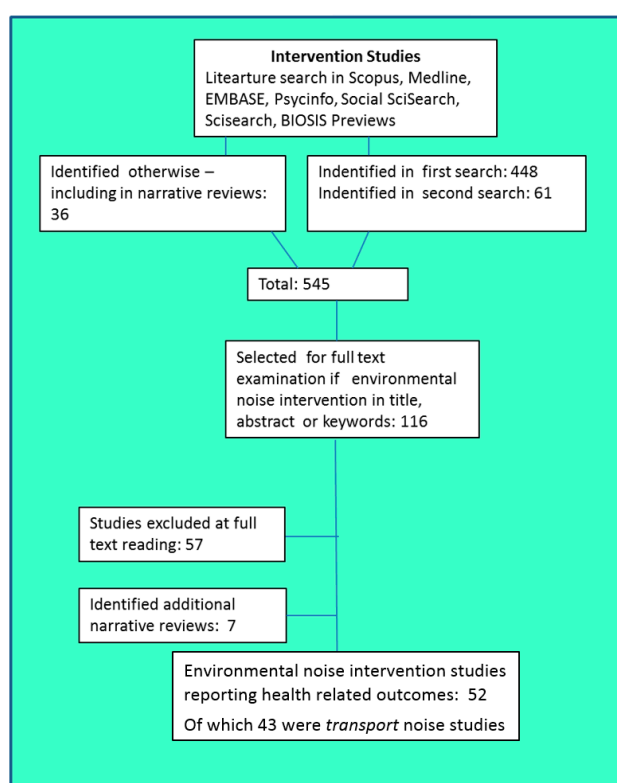 Intervention Studies
Litearture search in Scopus, Medline,
EMBASE, Psycinfo, Social SciSearch,
Scisearch, BIOSIS Previews
Identified otherwise –
including in narrative reviews:
36
Indentified in first search: 448
Indentified in second search: 61
Total: 545
Selected for full text
examination if environmental
noise intervention in title,
abstract or keywords: 116
Studies excluded at full
text reading: 57
Identified additional
narrative reviews: 7
Environmental noise intervention studies
reporting health related outcomes: 52
Of which 43 were transport noise studies